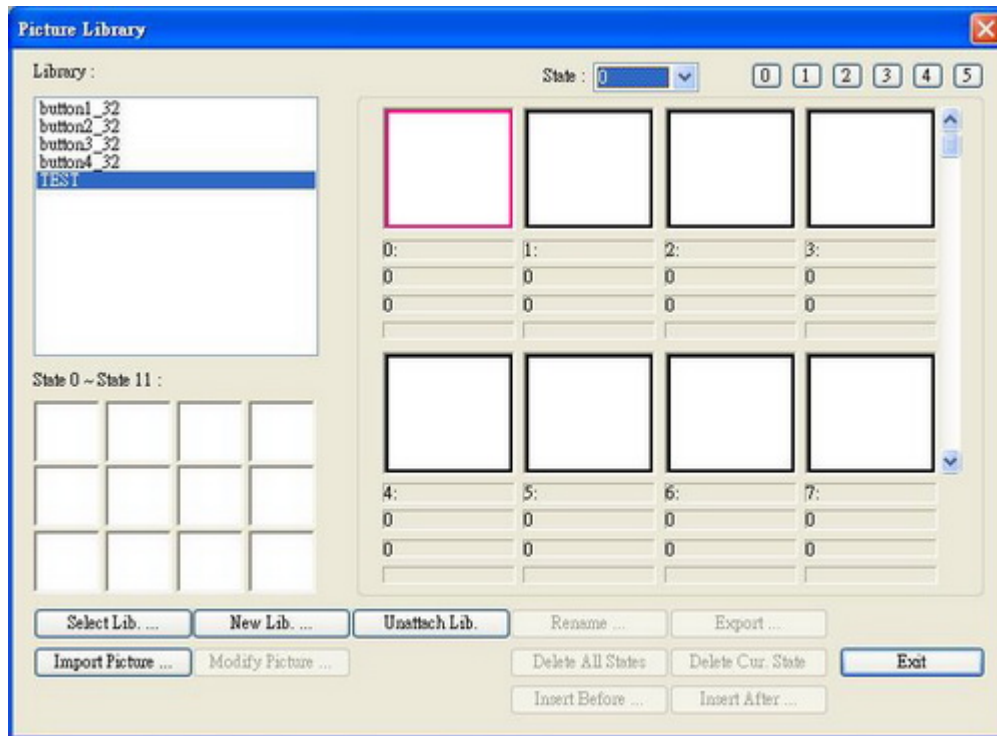 Picture Library
Library :
State : 0
0 1 2 3 4 5
button1_32
button2_32
button3_32
button4_32
TEST
0: 1: 2: 3:
0 0 0 0
0 0 0 0
State 0 ~ State 11 :
4: 5: 6: 7:
0 0 0 0
0 0 0 0
Select Lib. ... New Lib. ... Unattach Lib. Rename ... Export ...
Import Picture ... Modify Picture ... Delete All States Delete Cur. State Exit
Insert Before ... Insert After ...